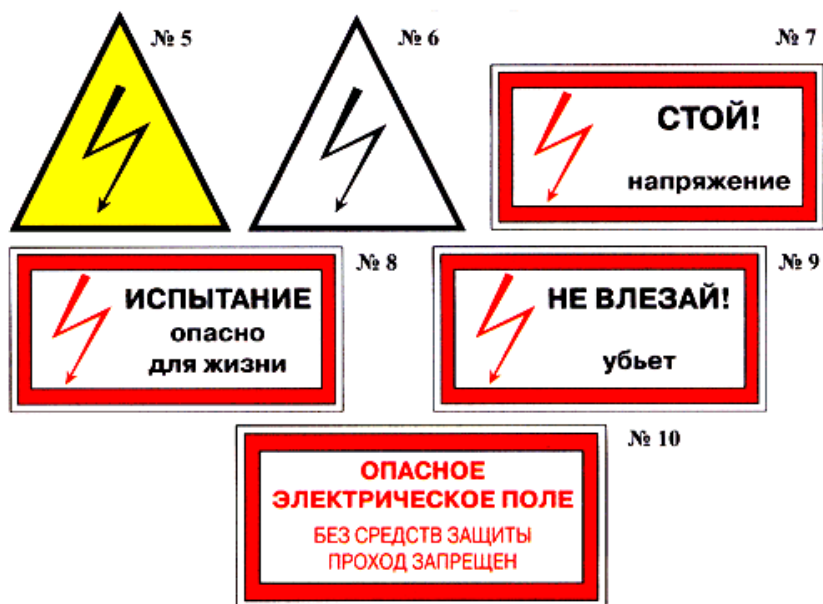 № 5
№ 6
№ 7
СТОЙ!
напряжение
№ 8
ИСПЫТАНИЕ
опасно
для жизни
№ 9
НЕ ВЛЕЗАЙ!
убьет
№ 10
ОПАСНОЕ
ЭЛЕКТРИЧЕСКОЕ ПОЛЕ
БЕЗ СРЕДСТВ ЗАЩИТЫ
ПРОХОД ЗАПРЕЩЕН